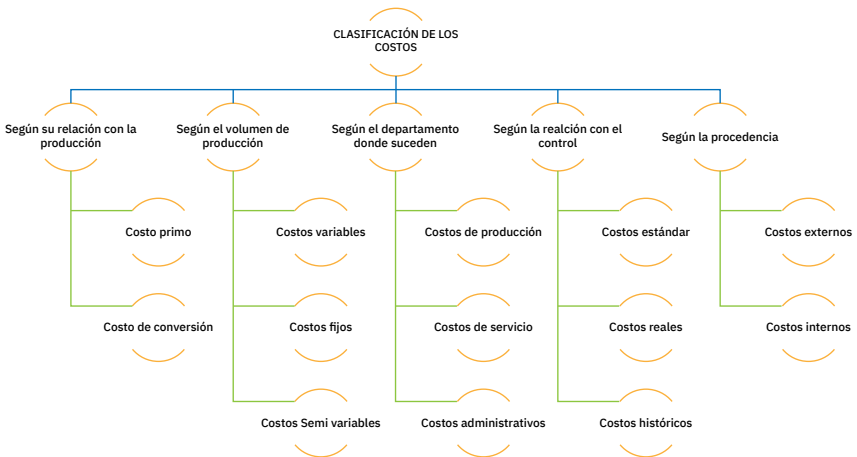 CLASIFICACIÓN DE LOS
COSTOS
Según su relación con la
producción
Según el volumen de
producción
Según el departamento
donde suceden
Según la realción con el
control
Según la procedencia
Costo primo
Costos variables
Costos de producción
Costos estándar
Costos externos
Costo de conversión
Costos fijos
Costos de servicio
Costos reales
Costos internos
Costos Semi variables
Costos administrativos
Costos históricos